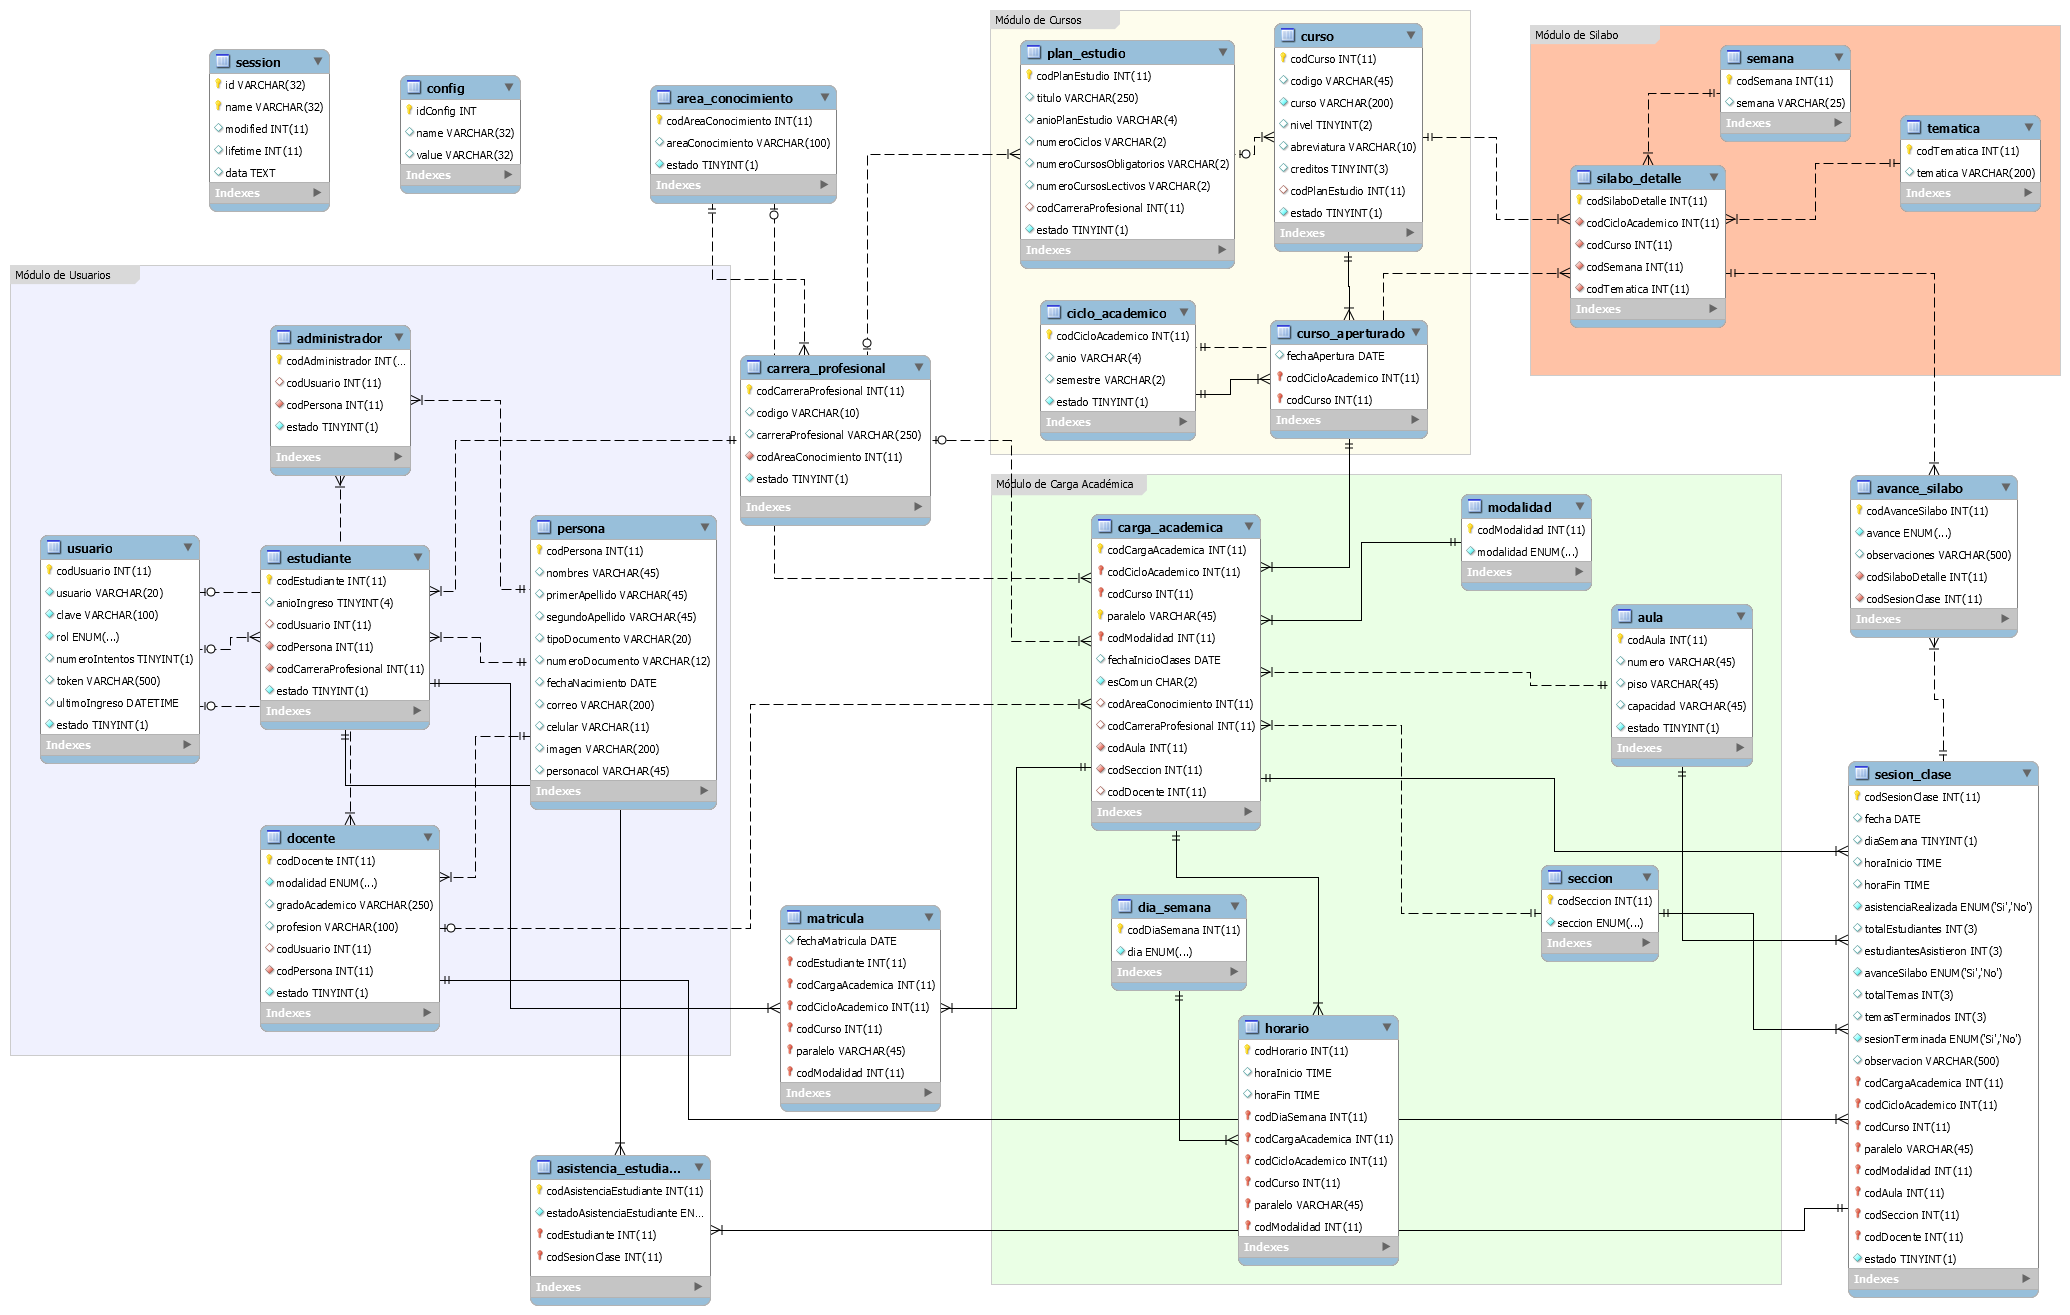 session
id VARCHAR(32)
name VARCHAR(32)
modified INT(11)
lifetime INT(11)
data TEXT
Indexes
config
idConfig INT
name VARCHAR(32)
value VARCHAR(32)
Indexes
area_conocimiento
codAreaConocimiento INT(11)
areaConocimiento VARCHAR(100)
estado TINYINT(1)
Indexes
Módulo de Cursos
plan_estudio
codPlanEstudio INT(11)
titulo VARCHAR(250)
anioPlanEstudio VARCHAR(4)
numeroCiclos VARCHAR(2)
numeroCursosObligatorios VARCHAR(2)
numeroCursosLectivos VARCHAR(2)
codCarreraProfesional INT(11)
estado TINYINT(1)
Indexes
curso
codCurso INT(11)
codigo VARCHAR(45)
curso VARCHAR(200)
nivel TINYINT(2)
abreviatura VARCHAR(10)
creditos TINYINT(3)
codPlanEstudio INT(11)
estado TINYINT(1)
Indexes
ciclo_academico
codCicloAcademico INT(11)
anio VARCHAR(4)
semestre VARCHAR(2)
estado TINYINT(1)
Indexes
curso_aperturado
fechaApertura DATE
codCicloAcademico INT(11)
codCurso INT(11)
Indexes
Módulo de Silabo
semana
codSemana INT(11)
semana VARCHAR(25)
Indexes
tematica
codTematica INT(11)
tematica VARCHAR(200)
Indexes
silabo_detalle
codSilaboDetalle INT(11)
codCicloAcademico INT(11)
codCurso INT(11)
codSemana INT(11)
codTematica INT(11)
Indexes
Módulo de Usuarios
administrador
codAdministrador INT(...
codUsuario INT(11)
codPersona INT(11)
estado TINYINT(1)
Indexes
usuario
codUsuario INT(11)
usuario VARCHAR(20)
clave VARCHAR(100)
rol ENUM(...)
numeroIntentos TINYINT(1)
token VARCHAR(500)
ultimoIngreso DATETIME
estado TINYINT(1)
Indexes
estudiante
codEstudiante INT(11)
anioIngreso TINYINT(4)
codUsuario INT(11)
codPersona INT(11)
codCarreraProfesional INT(11)
estado TINYINT(1)
Indexes
persona
codPersona INT(11)
nombres VARCHAR(45)
primerApellido VARCHAR(45)
segundoApellido VARCHAR(45)
tipoDocumento VARCHAR(20)
numeroDocumento VARCHAR(12)
fechaNacimiento DATE
correo VARCHAR(200)
celular VARCHAR(11)
imagen VARCHAR(200)
personacol VARCHAR(45)
Indexes
docente
codDocente INT(11)
modalidad ENUM(...)
gradoAcademico VARCHAR(250)
profesion VARCHAR(100)
codUsuario INT(11)
codPersona INT(11)
estado TINYINT(1)
Indexes
carrera_profesional
codCarreraProfesional INT(11)
codigo VARCHAR(10)
carreraProfesional VARCHAR(250)
codAreaConocimiento INT(11)
estado TINYINT(1)
Indexes
Módulo de Carga Académica
carga_academica
codCargaAcademica INT(11)
codCicloAcademico INT(11)
codCurso INT(11)
paralelo VARCHAR(45)
codModalidad INT(11)
fechaInicioClases DATE
esComun CHAR(2)
codAreaConocimiento INT(11)
codCarreraProfesional INT(11)
codAula INT(11)
codSeccion INT(11)
codDocente INT(11)
Indexes
modalidad
codModalidad INT(11)
modalidad ENUM(...)
Indexes
aula
codAula INT(11)
numero VARCHAR(45)
piso VARCHAR(45)
capacidad VARCHAR(45)
estado TINYINT(1)
Indexes
seccion
codSeccion INT(11)
seccion ENUM(...)
Indexes
dia_semana
codDiaSemana INT(11)
dia ENUM(...)
Indexes
horario
codHorario INT(11)
horaInicio TIME
horaFin TIME
codDiaSemana INT(11)
codCargaAcademica INT(11)
codCicloAcademico INT(11)
codCurso INT(11)
paralelo VARCHAR(45)
codModalidad INT(11)
Indexes
avance_silabo
codAvanceSilabo INT(11)
avance ENUM(...)
observaciones VARCHAR(500)
codSilaboDetalle INT(11)
codSesionClase INT(11)
Indexes
sesion_clase
codSesionClase INT(11)
fecha DATE
diaSemana TINYINT(1)
horaInicio TIME
horaFin TIME
asistenciaRealizada ENUM('Si','No')
totalEstudiantes INT(3)
estudiantesAsistieron INT(3)
avanceSilabo ENUM('Si','No')
totalTemas INT(3)
temasTerminados INT(3)
sesionTerminada ENUM('Si','No')
observacion VARCHAR(500)
codCargaAcademica INT(11)
codCicloAcademico INT(11)
codCurso INT(11)
paralelo VARCHAR(45)
codModalidad INT(11)
codAula INT(11)
codSeccion INT(11)
codDocente INT(11)
estado TINYINT(1)
Indexes
matricula
fechaMatricula DATE
codEstudiante INT(11)
codCargaAcademica INT(11)
codCicloAcademico INT(11)
codCurso INT(11)
paralelo VARCHAR(45)
codModalidad INT(11)
Indexes
asistencia_estudia...
codAsistenciaEstudiante INT(11)
estadoAsistenciaEstudiante EN...
codEstudiante INT(11)
codSesionClase INT(11)
Indexes